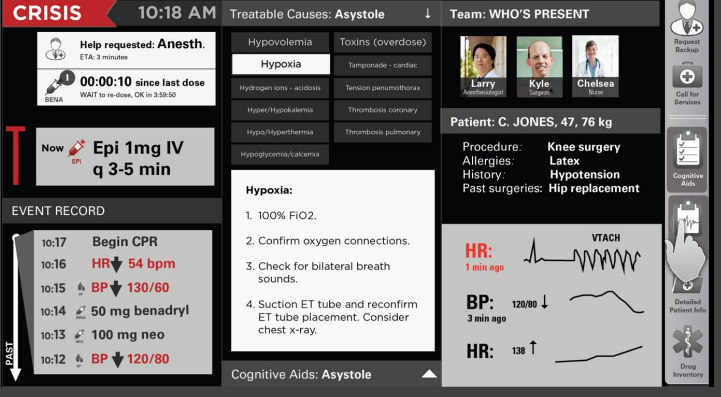 CRISIS
10:18 AM
Help requested: Anesth.
ETA: 3 minutes
00:00:10 since last dose
BENA
WAIT to re-dose, OK in 3:59:50
Now
EPI
Epi 1mg IV
q 3-5 min
EVENT RECORD
10:17 Begin CPR
10:16 HR 54 bpm
10:15 BP 130/60
10:14 50 mg benadryl
10:13 100 mg neo
10:12 BP 120/80
PAST
Treatable Causes: Asystole ↓
Hypovolemia
Toxins (overdose)
Hypoxia
Tamponade - cardiac
Hydrogen ions - acidosis
Tension penumothorax
Hyper/Hypokalemia
Thrombosis coronary
Hypo/Hyperthermia
Thrombosis pulmonary
Hypoglycemia/calcemia
Hypoxia:
1. 100% FiO2.
2. Confirm oxygen connections.
3. Check for bilateral breath
sounds.
4. Suction ET tube and reconfirm
ET tube placement. Consider
chest x-ray.
Cognitive Aids: Asystole
Team: WHO'S PRESENT
Larry
Anesthesiologist
Kyle
Surgeon
Chelsea
Nurse
Patient: C. JONES, 47, 76 kg
Procedure: Knee surgery
Allergies: Latex
History: Hypotension
Past surgeries: Hip replacement
VTACH
HR:
1 min ago
BP: 120/80 ↓
3 min ago
HR: 138 ↑
Request
Backup
Call for
Services
Cognitive
Aids
Detailed
Patient Info
Drug
Inventory